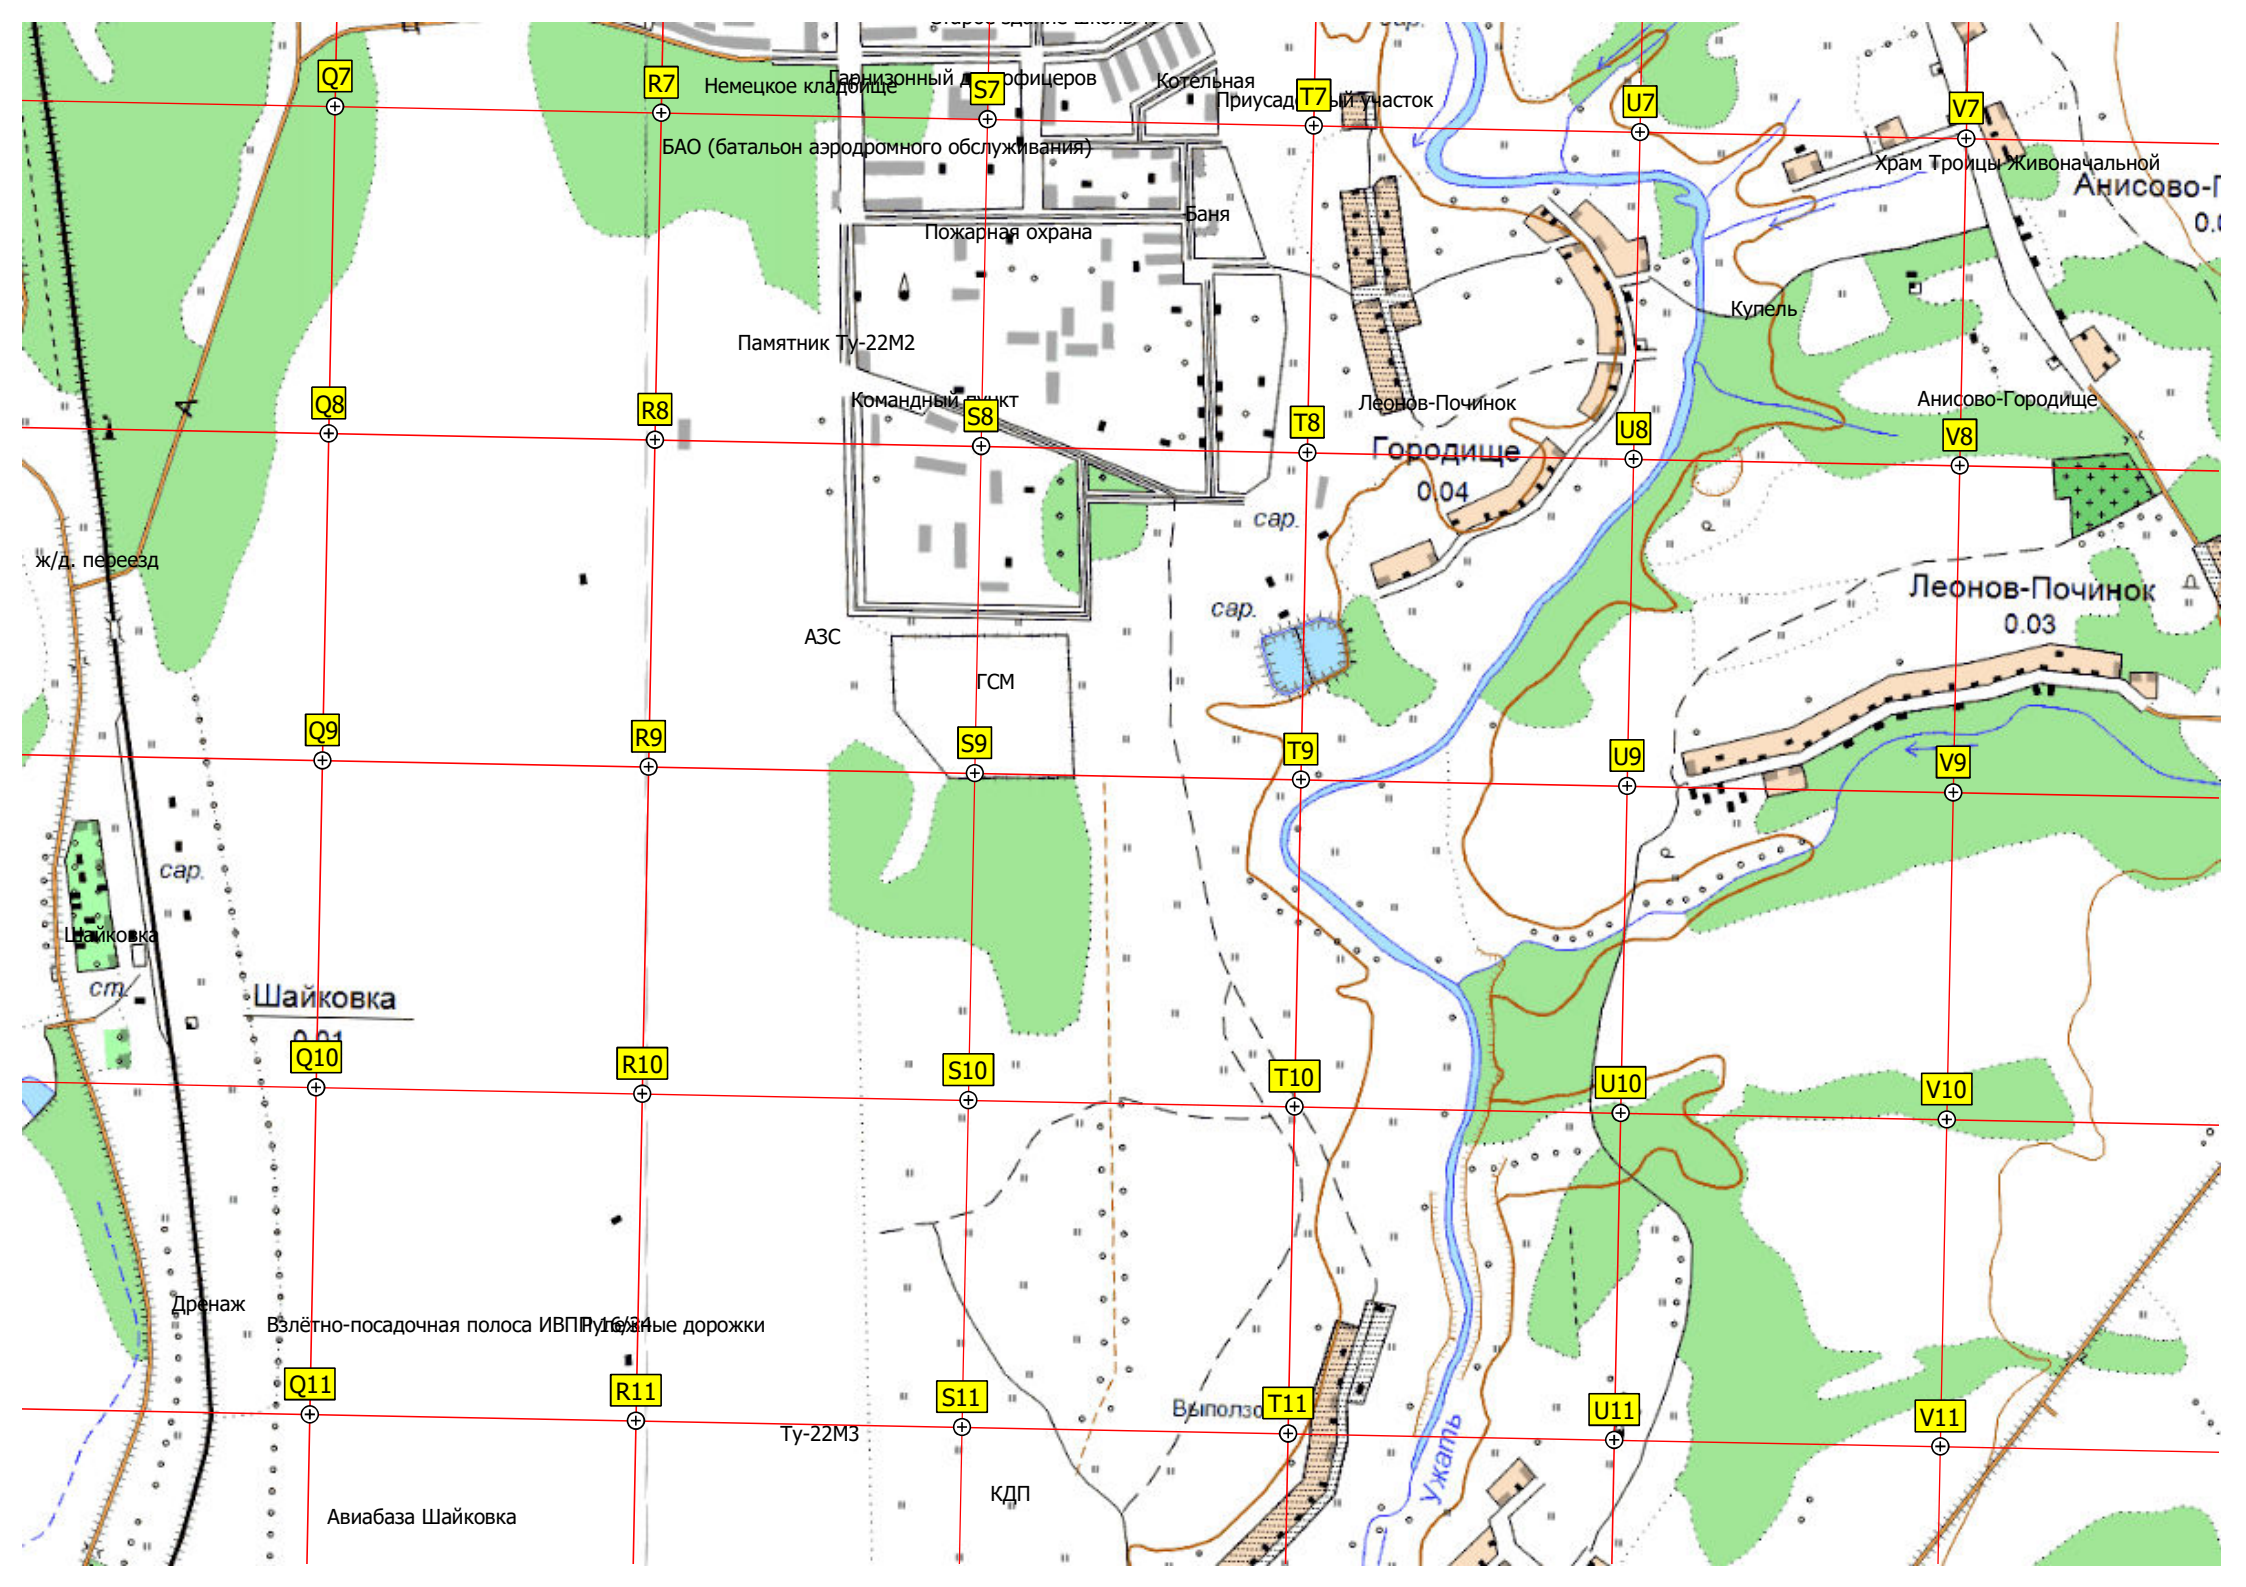 Q7
R7
Немецкое кладбище
Гарнизонный
офицеров
S7
Котельная
T7
участок
U7
V7
БАО (батальон аэродромного обслуживания)
Храм Троицы Живоначальной
Анисово-Г
Баня
Пожарная охрана
Купель
Памятник Ту-22М2
А
Q8
R8
Командный пункт
S8
T8
Леонов-Починок
U8
Анисово-Городище
V8
Городище
0.04
сар.
ж/д. переезд
Леонов-Починок
0.03
сар.
АЗС
ГСМ
Q9
R9
S9
T9
U9
V9
сар.
Шайковка
ст.
Шайковка
0.01
Q10
R10
S10
T10
U10
V10
Дренаж
Взлётно-посадочная полоса ИВПП 16/34
Рулежные дорожки
Q11
R11
S11
Выползо
T11
U11
V11
Ту-22М3
Ужать
КДП
Авиабаза Шайковка